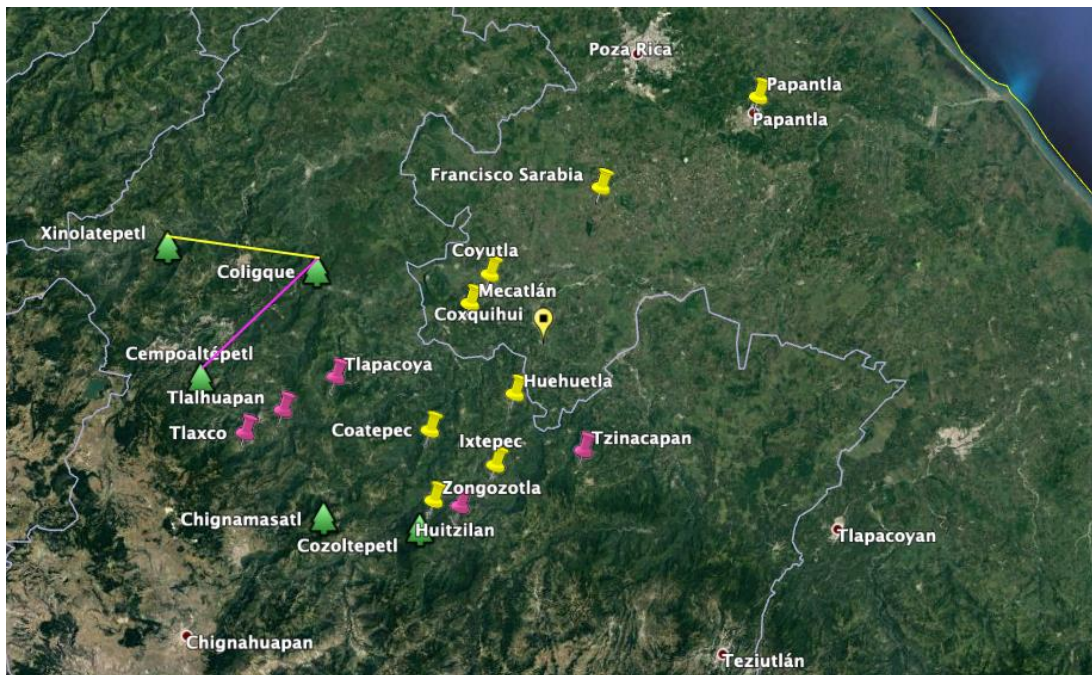 Poza Rica
Papantla
Papantla
Francisco Sarabia
Xinolatepetl
Coyutla
Coligque
Mecatlán
Coxquihui
Cempoaltépetl
Tlapacoya
Huehuetla
Tlalhuapan
Tlaxco
Coatepec
Ixtepec
Tzinacapan
Zongozotla
Chignamasatl
Huitzilan
Cozoltepetl
Tlapacoyan
Chignahuapan
Teziutlán